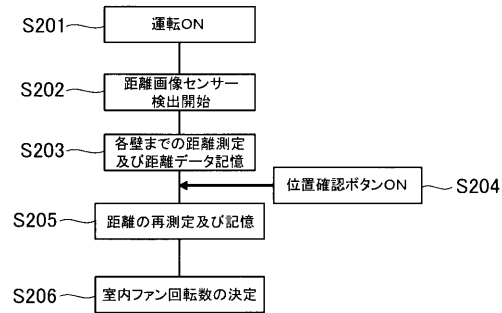 S201
運転ON
S202
距離画像センサー
検出開始
S203
各壁までの距離測定
及び距離データ記憶
位置確認ボタンON
S204
S205
距離の再測定及び記憶
S206
室内ファン回転数の決定